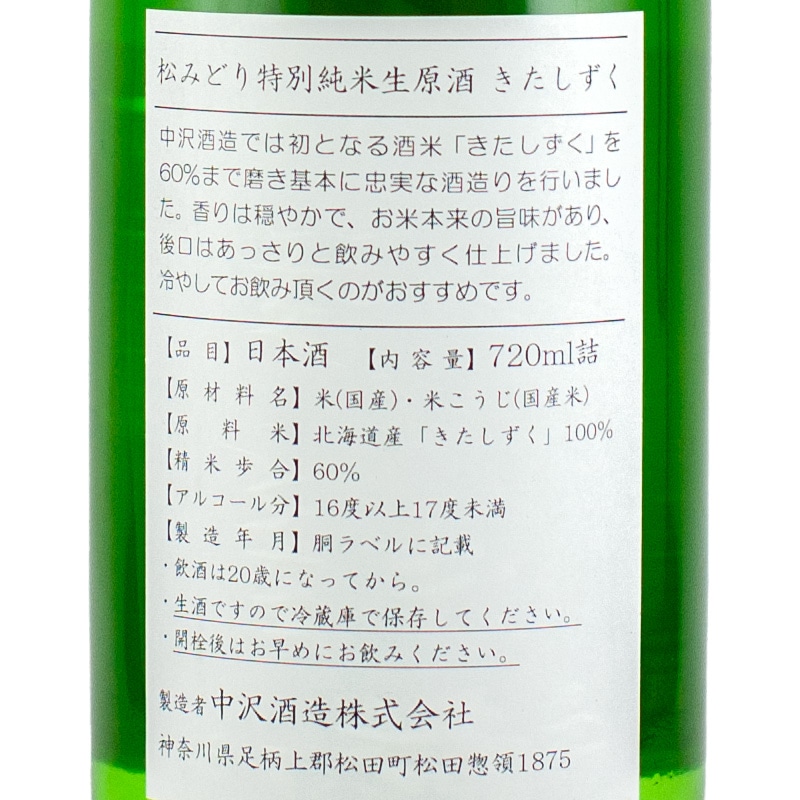 松みどり特別純米生原酒 きたしずく
中沢酒造では初となる酒米「きたしずく」を
60%まで磨き基本に忠実な酒造りを行いまし
た。香りは穏やかで、お米本来の旨味があり、
後口はあっさりと飲みやすく仕上げました。
冷やしてお飲み頂くのがおすすめです。
【品目】日本酒 【内容量】720ml詰
【原材料名】米(国産)・米こうじ(国産米)
【原料米】北海道産「きたしずく」100%
【精米歩合】60%
【アルコール分】16度以上17度未満
【製造年月】胴ラベルに記載
・飲酒は20歳になってから。
・生酒ですので冷蔵庫で保存してください。
・開栓後はお早めにお飲みください。
製造者中沢酒造株式会社
神奈川県足柄上郡松田町松田惣領1875